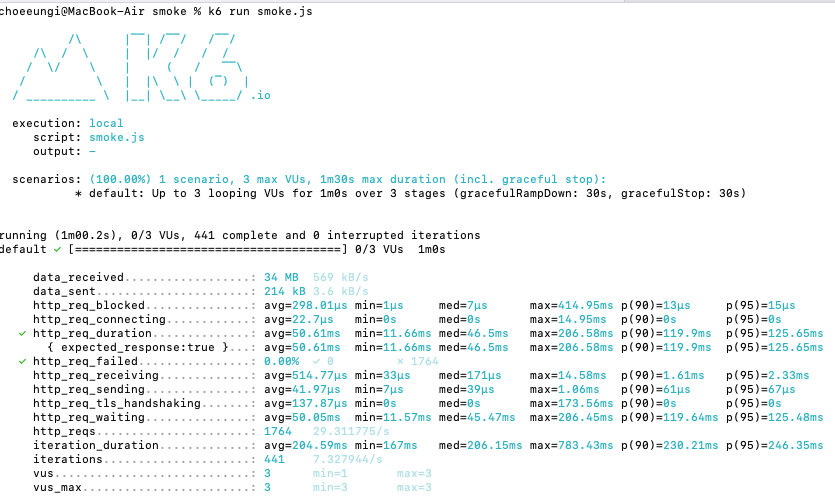 choeeungi@MacBook-Air smoke % k6 run smoke.js
.io
execution: local
script: smoke.js
output: -
scenarios: (100.00%) 1 scenario, 3 max VUs, 1m30s max duration (incl. graceful stop):
* default: Up to 3 looping VUs for 1m0s over 3 stages (gracefulRampDown: 30s, gracefulStop: 30s)
running (1m00.2s), 0/3 VUs, 441 complete and 0 interrupted iterations
default ✓ [======================================] 0/3 VUs  1m0s
data_received..................: 34 MB  569 kB/s
data_sent......................: 214 kB 3.6 kB/s
http_req_blocked...............: avg=298.01µs min=1µs     med=7µs      max=414.95ms p(90)=13µs     p(95)=15µs
http_req_connecting............: avg=22.7µs   min=0s      med=0s       max=14.95ms  p(90)=0s       p(95)=0s
✓ http_req_duration..............: avg=50.61ms  min=11.66ms med=46.5ms   max=206.58ms p(90)=119.9ms  p(95)=125.65ms
{ expected_response:true }...: avg=50.61ms  min=11.66ms med=46.5ms   max=206.58ms p(90)=119.9ms  p(95)=125.65ms
✓ http_req_failed................: 0.00%  ✓ 0         ✗ 1764
http_req_receiving.............: avg=514.77µs min=33µs    med=171µs    max=14.58ms  p(90)=1.61ms   p(95)=2.33ms
http_req_sending...............: avg=41.97µs  min=7µs     med=39µs     max=1.06ms   p(90)=61µs     p(95)=67µs
http_req_tls_handshaking.......: avg=137.87µs min=0s      med=0s       max=173.56ms p(90)=0s       p(95)=0s
http_req_waiting...............: avg=50.05ms  min=11.57ms med=45.47ms  max=206.45ms p(90)=119.64ms p(95)=125.48ms
http_reqs......................: 1764   29.311775/s
iteration_duration.............: avg=204.59ms min=167ms   med=206.15ms max=783.43ms p(90)=230.21ms p(95)=246.35ms
iterations.....................: 441    7.327944/s
vus............................: 3      min=1       max=3
vus_max........................: 3      min=3       max=3